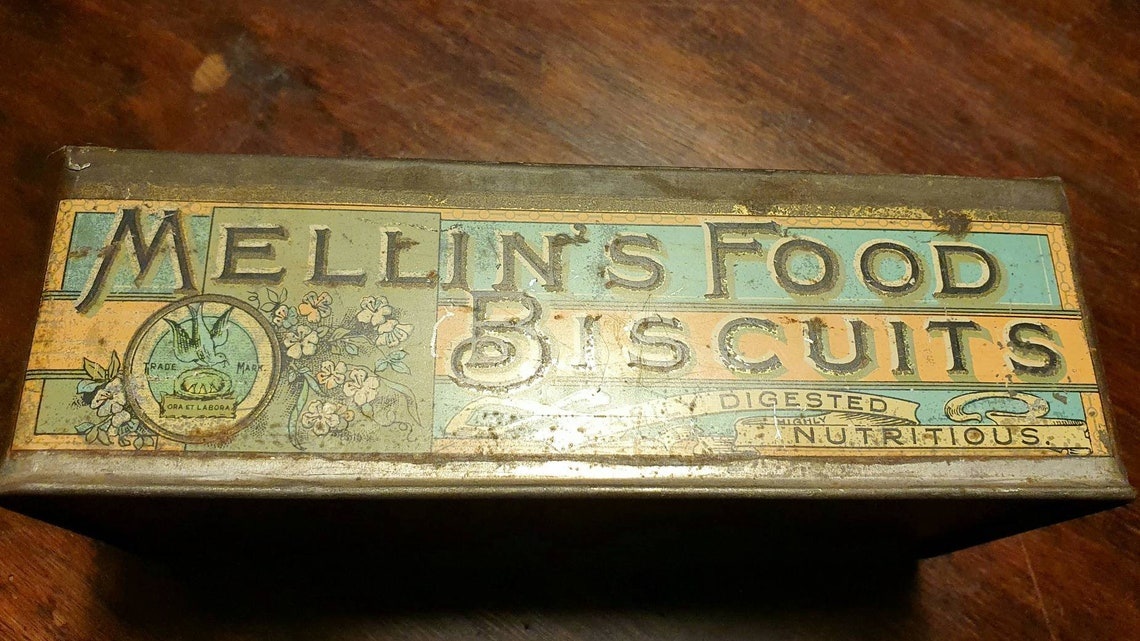 MELLIN'S FOOD
BISCUITS
TRADE MARK
ORA ET LABORA
DIGESTED
HIGHLY
NUTRITIOUS.